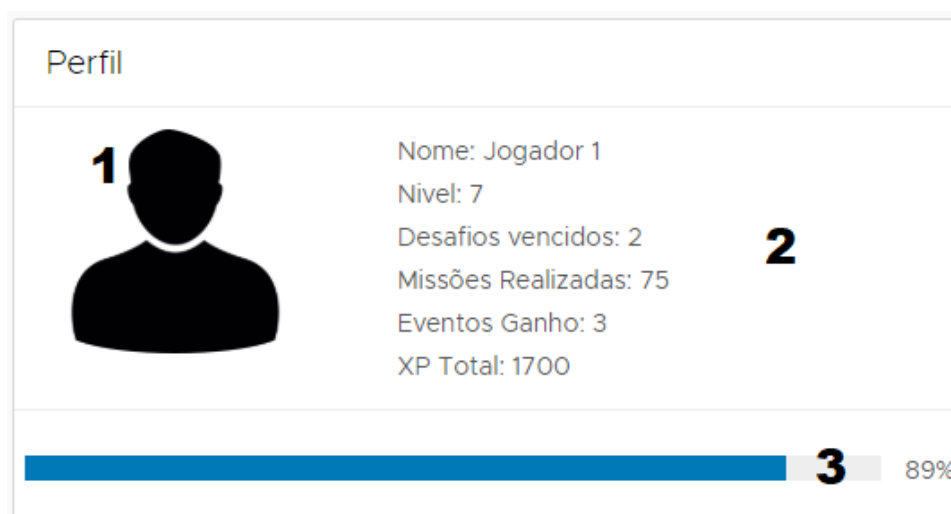 Perfil
1
Nome: Jogador 1
Nivel: 7
Desafios vencidos: 2
2
Missões Realizadas: 75
Eventos Ganho: 3
XP Total: 1700
3
89%